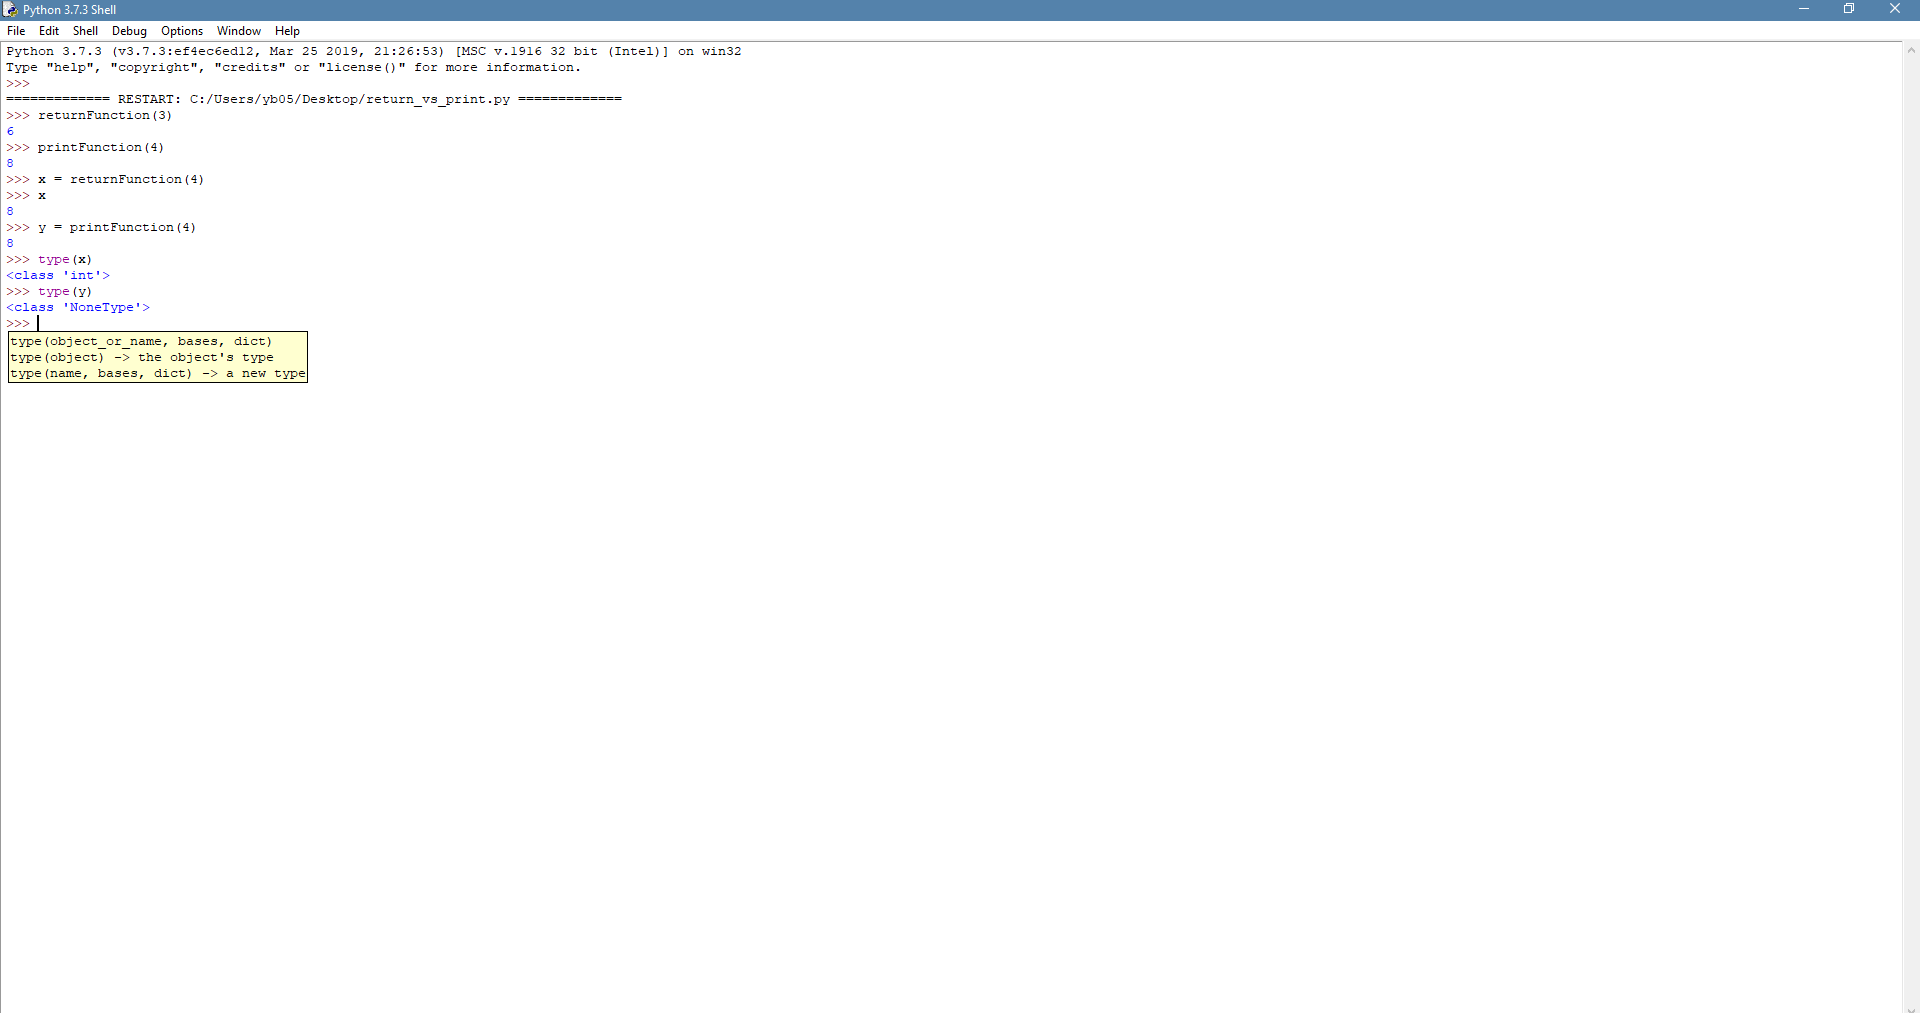 Python 3.7.3 Shell
File Edit Shell Debug Options Window Help
Python 3.7.3 (v3.7.3:ef4ec6ed12, Mar 25 2019, 21:26:53) [MSC v.1916 32 bit (Intel)] on win32
Type "help", "copyright", "credits" or "license()" for more information.
>>>
============= RESTART: C:/Users/yb05/Desktop/return_vs_print.py =============
>>> returnFunction(3)
6
>>> printFunction(4)
8
>>> x = returnFunction(4)
>>> x
8
>>> y = printFunction(4)
8
>>> type(x)
<class 'int'>
>>> type(y)
<class 'NoneType'>
>>>
type(object_or_name, bases, dict)
type(object) -> the object's type
type(name, bases, dict) -> a new type